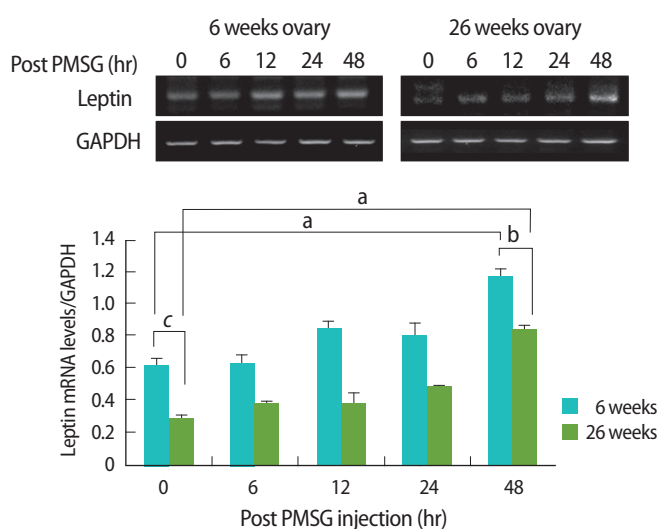 6 weeks ovary 26 weeks ovary
Post PMSG (hr) 0 6 12 24 48 0 6 12 24 48
Leptin
GAPDH
a
a
b
c
Leptin mRNA levels/GAPDH
1.4
1.2
1.0
0.8
0.6
0.4
0.2
0
0 6 12 24 48
Post PMSG injection (hr)
6 weeks
26 weeks